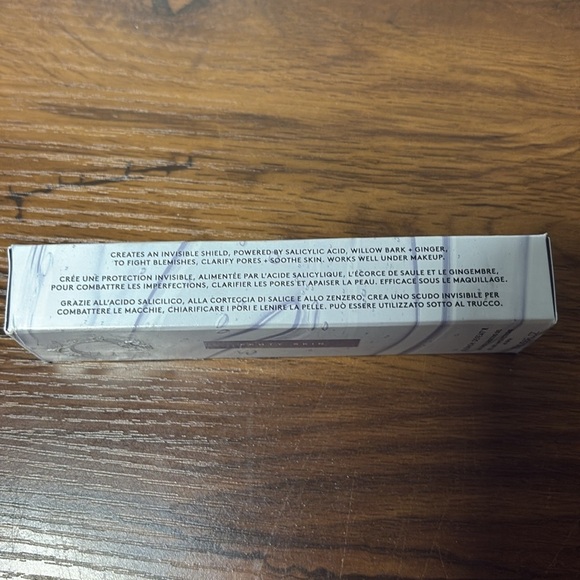 CREATES AN INVISIBLE SHIELD, POWERED BY SALICYLIC ACID, WILLOW BARK + GINGER,
TO FIGHT BLEMISHES, CLARIFY PORES + SOOTHE SKIN. WORKS WELL UNDER MAKEUP.
CRÉE UNE PROTECTION INVISIBLE, ALIMENTÉE PAR L'ACIDE SALICYLIQUE, L'ÉCORCE DE SAULE ET LE GINGEMBRE,
POUR COMBATTRE LES IMPERFECTIONS, CLARIFIER LES PORES ET APAISER LA PEAU. EFFICACE SOUS LE MAQUILLAGE.
GRAZIE ALL'ACIDO SALICILICO, ALLA CORTECCIA DI SALICE E ALLO ZENZERO, CREA UNO SCUDO INVISIBILE PER
COMBATTERE LE MACCHIE, CHIARIFICARE I PORI E LENIRE LA PELLE. PUÒ ESSERE UTILIZZATO SOTTO AL TRUCCO.
SKIN